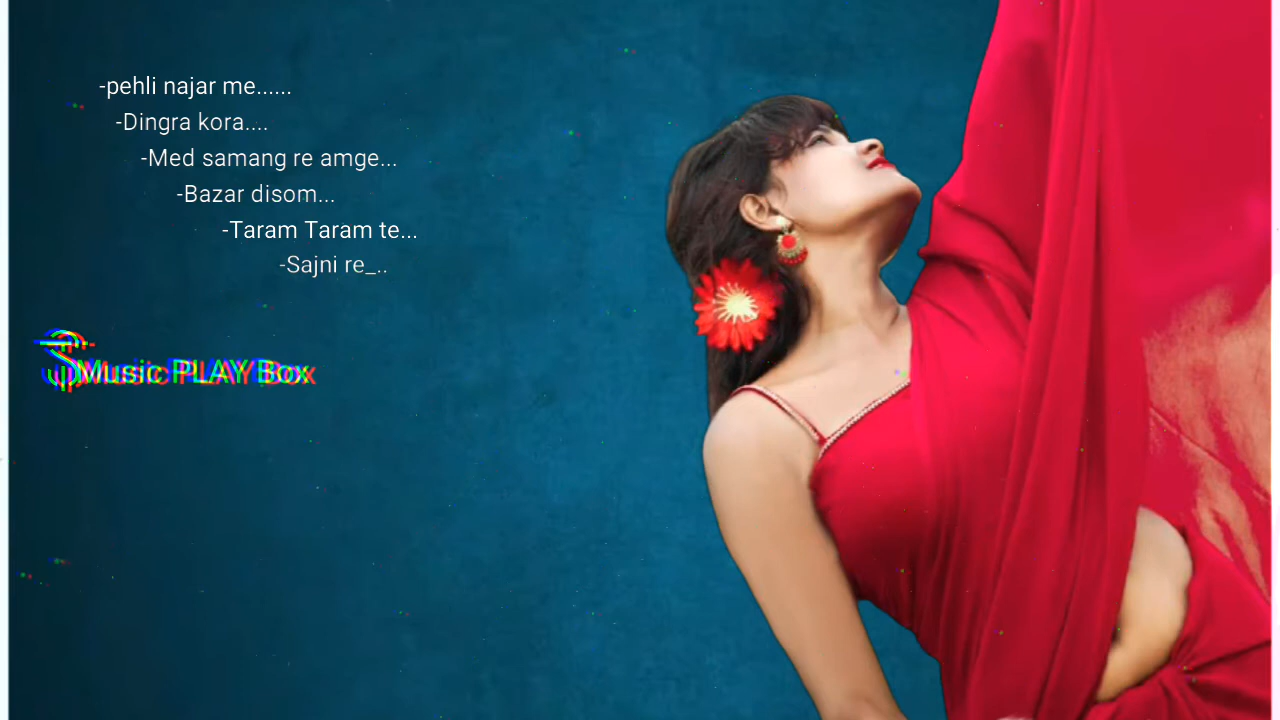 -pehli najar me......
-Dingra kora....
-Med samang re amge...
-Bazar disom...
-Taram Taram te...
-Sajni re_..
Music PLAY Box